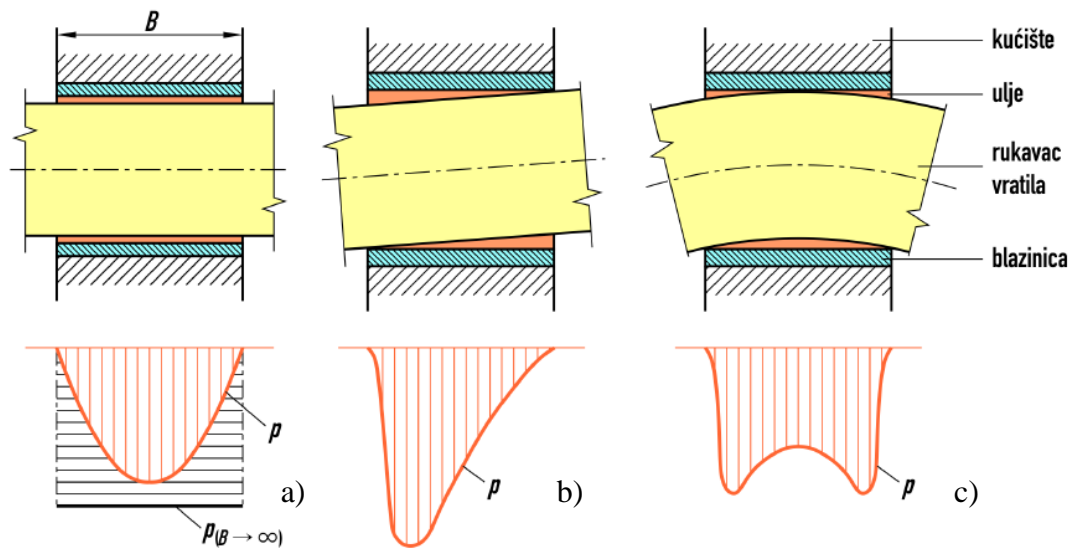 B
kućište
ulje
rukavac
vratila
blazinica
p
a)
p(B → ∞)
p
b)
p
c)